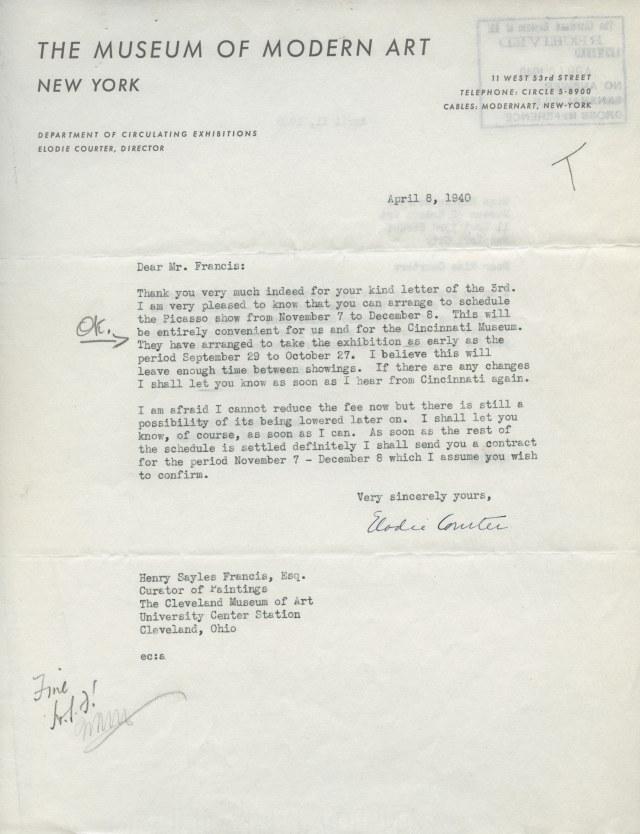 THE MUSEUM OF MODERN ART
NEW YORK
11 WEST 53rd STREET
TELEPHONE: CIRCLE 5-8900
CABLES: MODERNART, NEW-YORK
DEPARTMENT OF CIRCULATING EXHIBITIONS
ELODIE COURTER, DIRECTOR
T
April 8, 1940
Dear Mr. Francis:
Thank you very much indeed for your kind letter of the 3rd.
I am very pleased to know that you can arrange to schedule
the Picasso show from November 7 to December 8. This will
be entirely convenient for us and for the Cincinnati Museum.
They have arranged to take the exhibition as early as the
period September 29 to October 27. I believe this will
leave enough time between showings. If there are any changes
I shall let you know as soon as I hear from Cincinnati again.
OK.
I am afraid I cannot reduce the fee now but there is still a
possibility of its being lowered later on. I shall let you
know, of course, as soon as I can. As soon as the rest of
the schedule is settled definitely I shall send you a contract
for the period November 7 - December 8 which I assume you wish
to confirm.
Very sincerely yours,
Elodie Courter
Henry Sayles Francis, Esq.
Curator of Paintings
The Cleveland Museum of Art
University Center Station
Cleveland, Ohio
ec:a
Fine